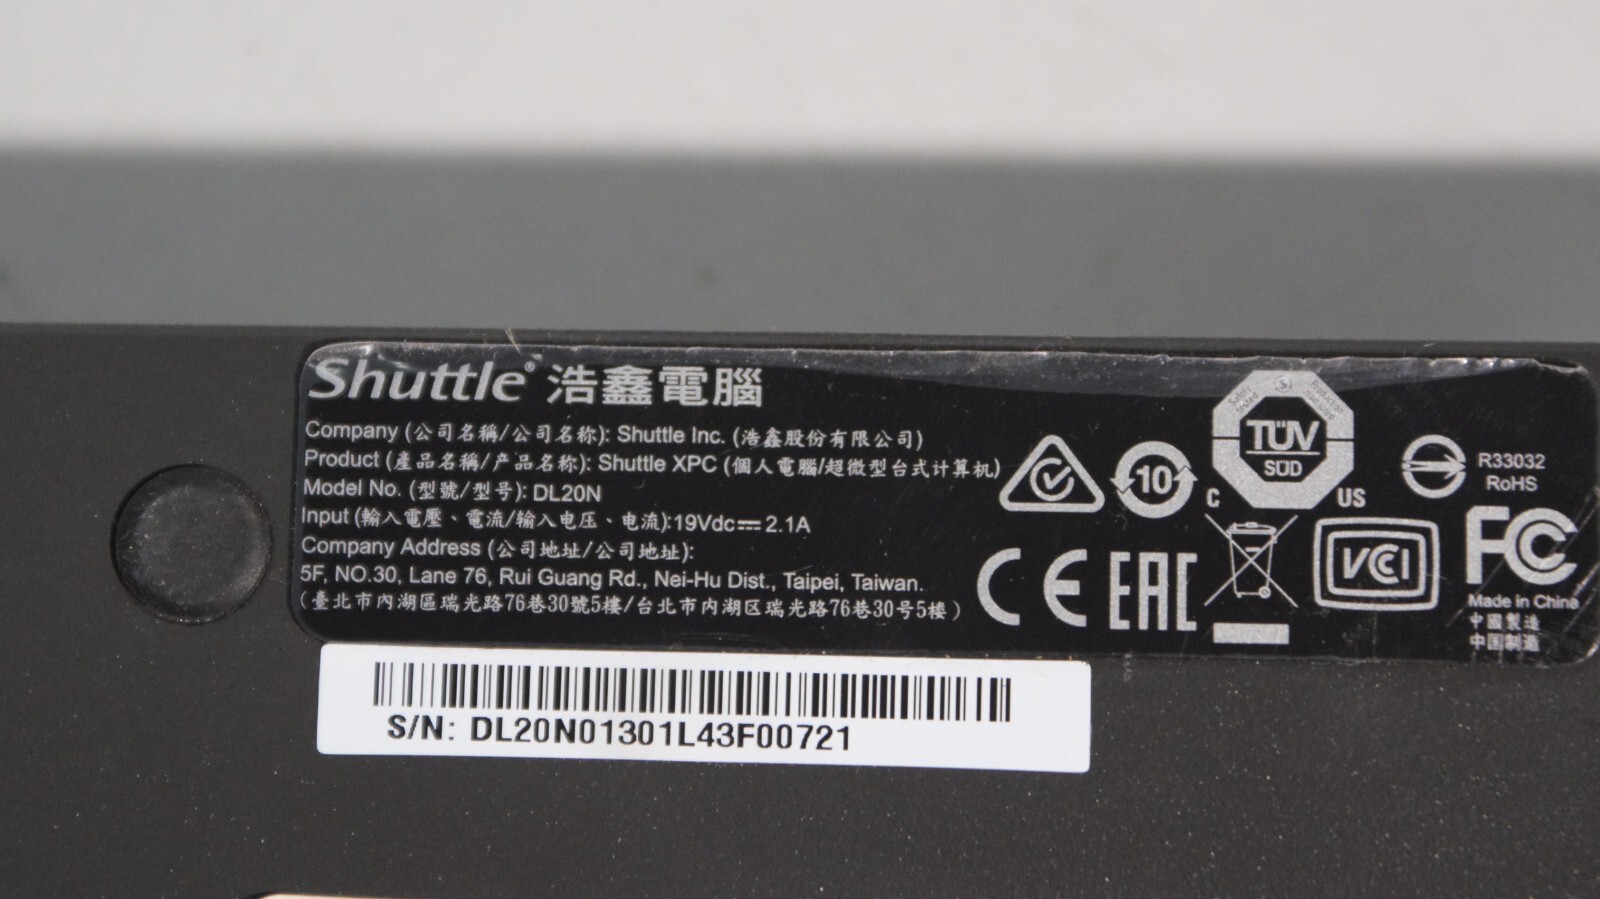 Shuttle® 浩鑫電腦
Company (公司名稱/公司名称): Shuttle Inc. (浩鑫股份有限公司)
Product (產品名稱/产品名称): Shuttle XPC (個人電腦/超微型台式计算机)
Model No. (型號/型号): DL20N
Input (輸入電壓、電流/输入电压、电流):19Vdc⎓ 2.1A
Company Address (公司地址/公司地址):
5F, NO.30, Lane 76, Rui Guang Rd., Nei-Hu Dist., Taipei, Taiwan.
(臺北市內湖區瑞光路76巷30號5樓/台北市内湖区瑞光路76巷30号5楼)
10
Safety tested
Production monitored
TÜV
SÜD
C US
R33032
RoHS
CE
EAC
VCCI
FC
Made in China
中國製造
中国制造
S/N: DL20N01301L43F00721